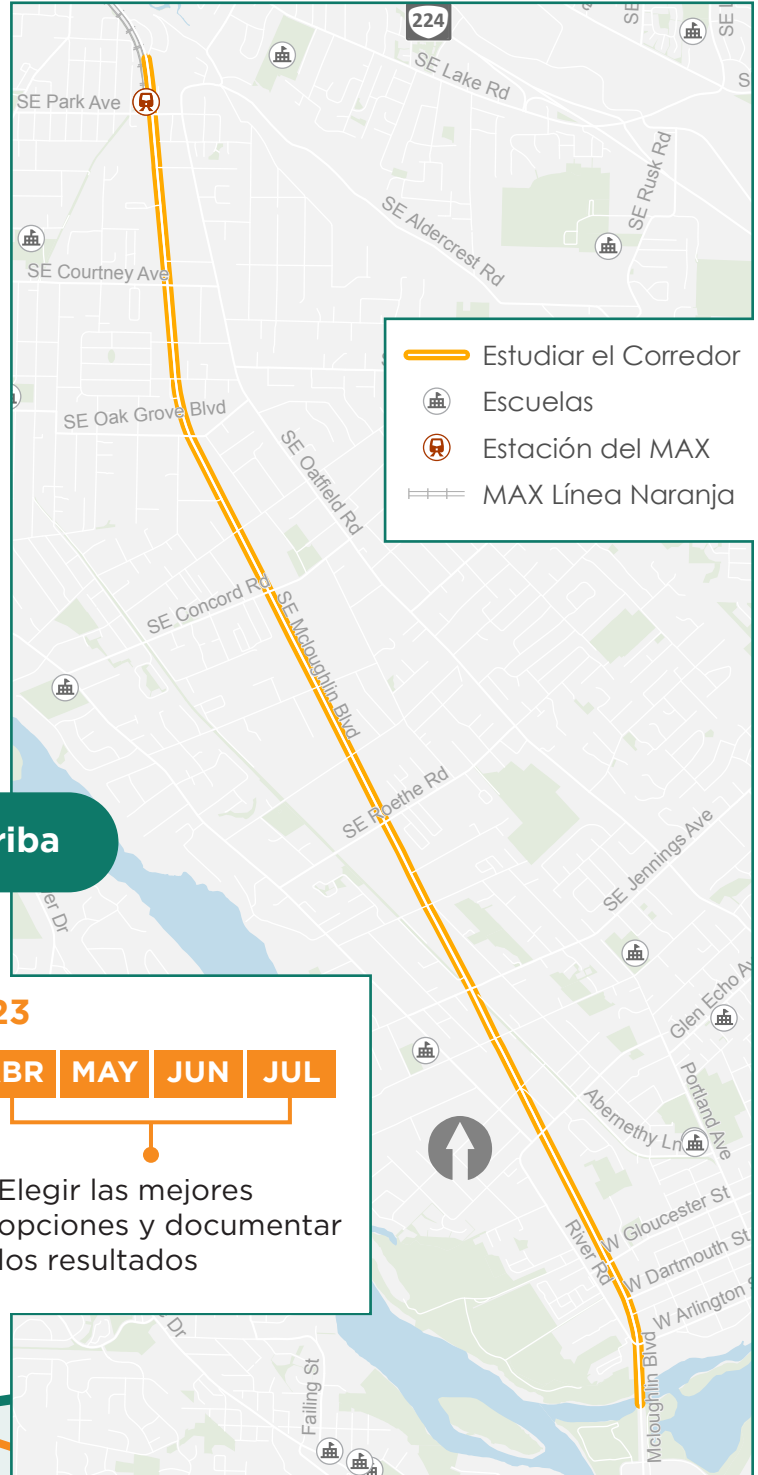 224
SE Lake Rd
SE Park Ave
SE Rusk Rd
SE Aldercrest Rd
SE Courtney Ave
Estudiar el Corredor
Escuelas
Estación del MAX
MAX Línea Naranja
SE Oak Grove Blvd
SE Oatfield Rd
SE Concord Rd
SE Mcloughlin Blvd
SE Roethe Rd
riba
SE Jennings Ave
er Dr
23
BR MAY JUN JUL
Elegir las mejores
opciones y documentar
los resultados
Glen Echo Av
Portland Ave
Abernethy Ln
W Gloucester St
River Rd
W Dartmouth St
W Arlington S
Mcloughlin Blvd
Dr
Failing St